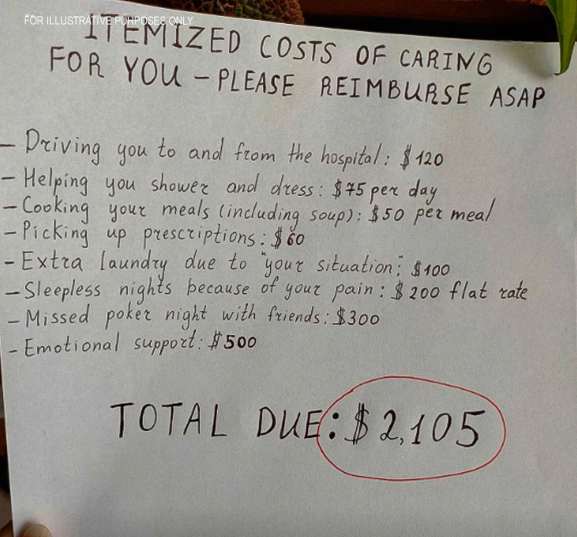 FOR ILLUSTRATIVE PURPOSES ONLY
ITEMIZED COSTS OF CARING
FOR YOU – PLEASE REIMBURSE ASAP
– Driving you to and from the hospital: $120
– Helping you shower and dress: $75 per day
– Cooking your meals (including soup): $50 per meal
– Picking up prescriptions: $60
– Extra laundry due to "your situation": $100
– Sleepless nights because of your pain: $200 flat rate
– Missed poker night with friends: $300
– Emotional support: $500
TOTAL DUE: $2,105